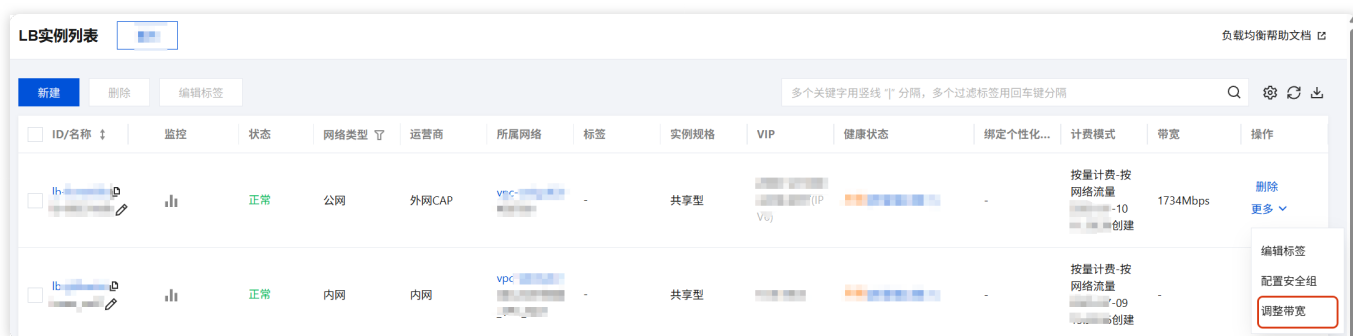 LB实例列表
负载均衡帮助文档
新建 删除 编辑标签 多个关键字用竖线 "|" 分隔，多个过滤标签用回车键分隔
ID/名称 监控 状态 网络类型 运营商 所属网络 标签 实例规格 VIP 健康状态 绑定个性化... 计费模式 带宽 操作
lb-
正常 公网 外网CAP
-
共享型
(IP
-
按量计费-按
网络流量
-10
创建
1734Mbps
删除
更多
编辑标签
配置安全组
调整带宽
lb
正常 内网 内网
vpc
-
共享型
-
按量计费-按
网络流量
-09
创建
-